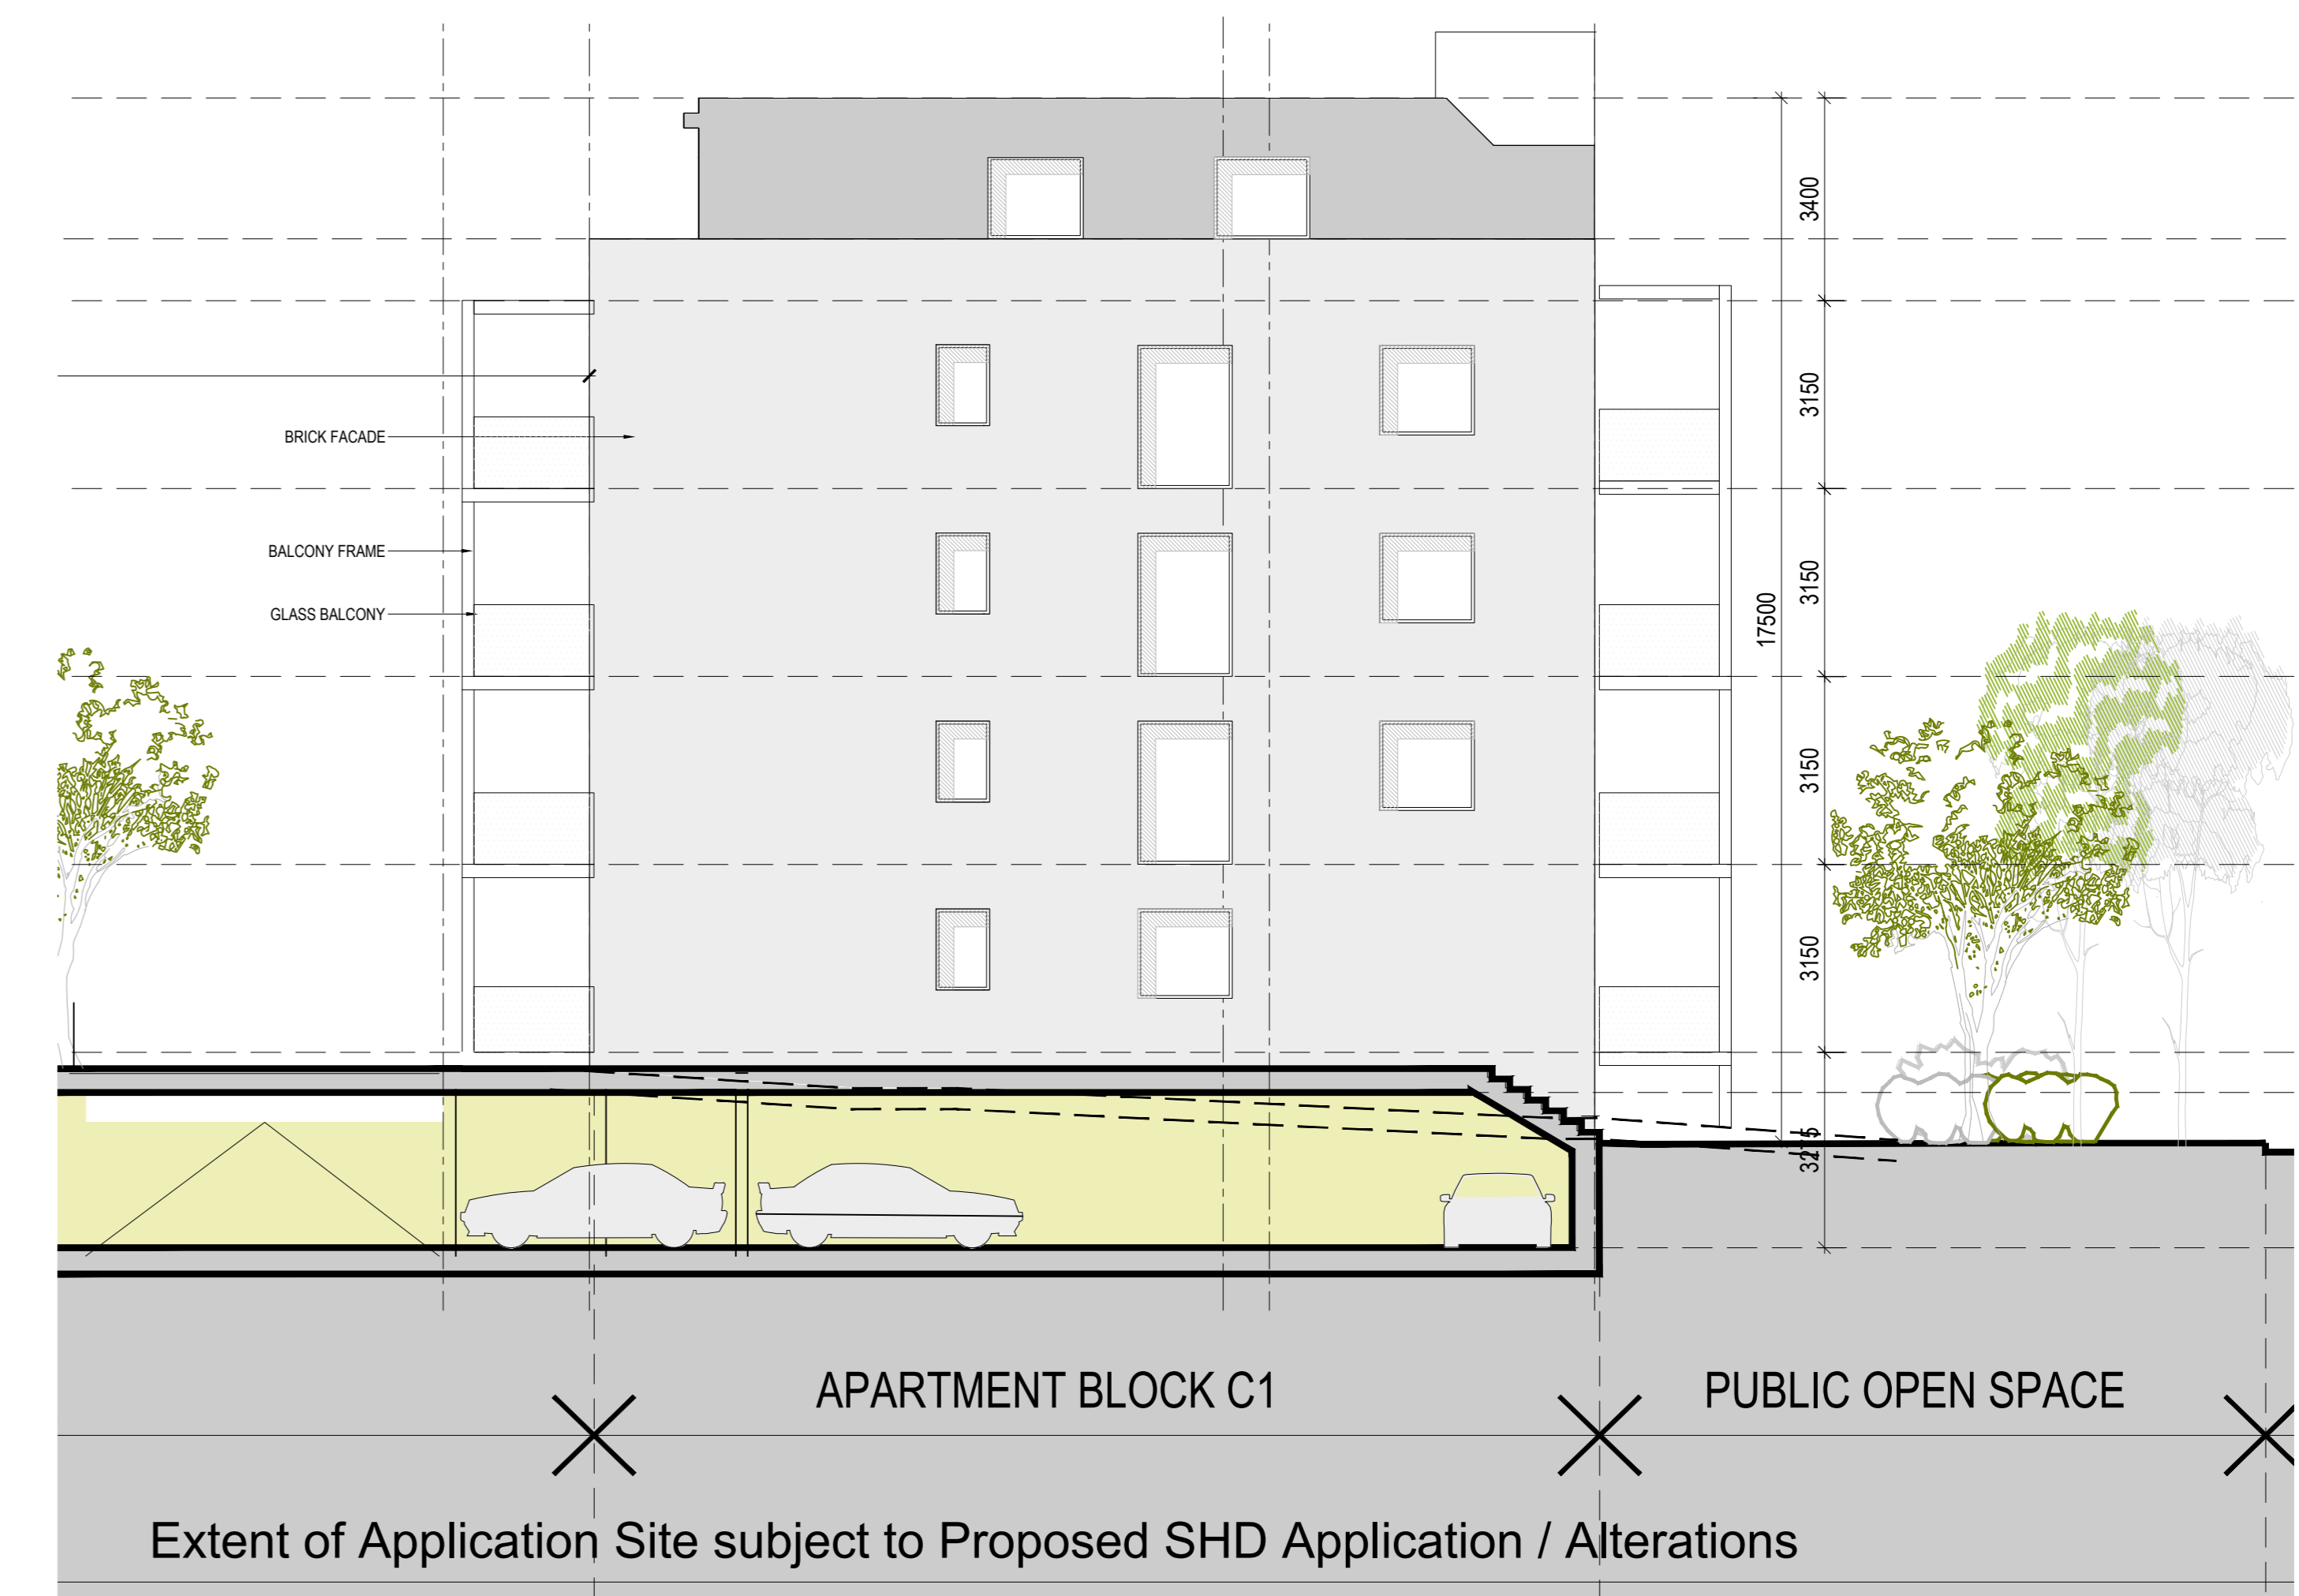 3400
3150
BRICK FACADE
BALCONY FRAME
3150
GLASS BALCONY
17500
3150
3150
3275
APARTMENT BLOCK C1
PUBLIC OPEN SPACE
Extent of Application Site subject to Proposed SHD Application / Alterations